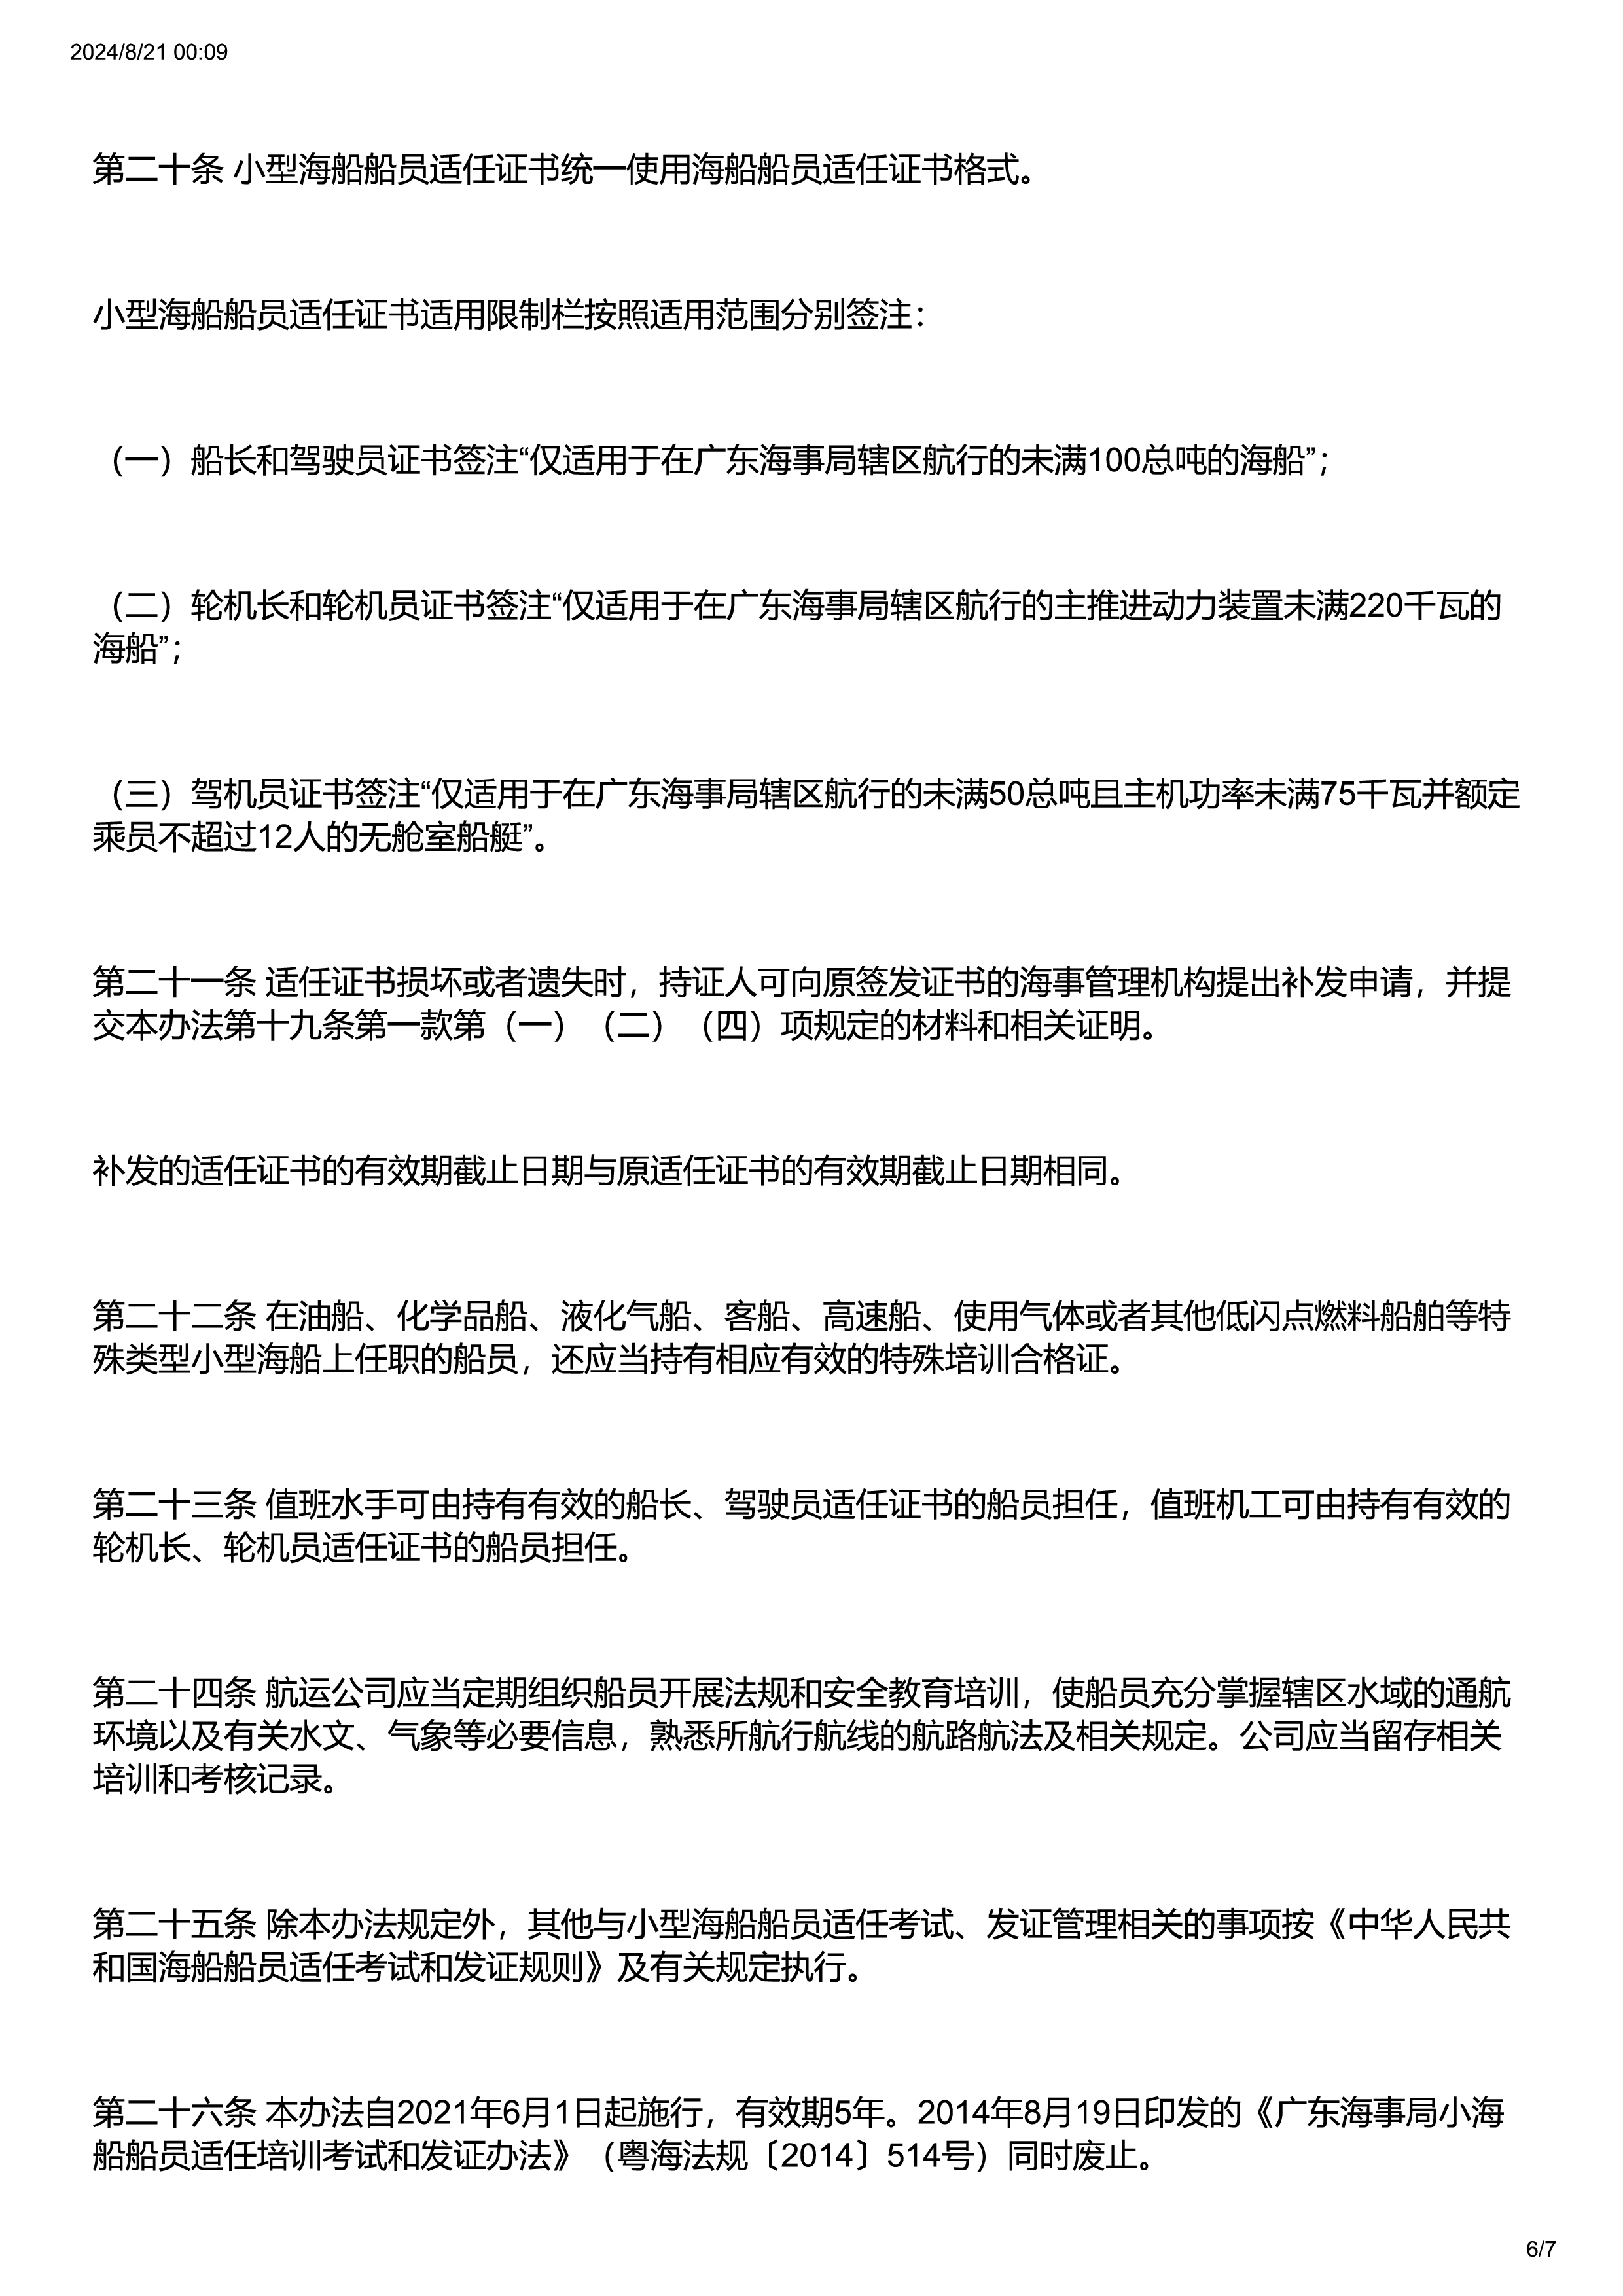 2024/8/21 00:09
第二十条 小型海船船员适任证书统一使用海船船员适任证书格式。
小型海船船员适任证书适用限制栏按照适用范围分别签注：
（一）船长和驾驶员证书签注“仅适用于在广东海事局辖区航行的未满100总吨的海船”；
（二）轮机长和轮机员证书签注“仅适用于在广东海事局辖区航行的主推进动力装置未满220千瓦的
海船”；
（三）驾机员证书签注“仅适用于在广东海事局辖区航行的未满50总吨且主机功率未满75千瓦并额定
乘员不超过12人的无舱室船艇”。
第二十一条 适任证书损坏或者遗失时，持证人可向原签发证书的海事管理机构提出补发申请，并提
交本办法第十九条第一款第（一）（二）（四）项规定的材料和相关证明。
补发的适任证书的有效期截止日期与原适任证书的有效期截止日期相同。
第二十二条 在油船、化学品船、液化气船、客船、高速船、使用气体或者其他低闪点燃料船舶等特
殊类型小型海船上任职的船员，还应当持有相应有效的特殊培训合格证。
第二十三条 值班水手可由持有有效的船长、驾驶员适任证书的船员担任，值班机工可由持有有效的
轮机长、轮机员适任证书的船员担任。
第二十四条 航运公司应当定期组织船员开展法规和安全教育培训，使船员充分掌握辖区水域的通航
环境以及有关水文、气象等必要信息，熟悉所航行航线的航路航法及相关规定。公司应当留存相关
培训和考核记录。
第二十五条 除本办法规定外，其他与小型海船船员适任考试、发证管理相关的事项按《中华人民共
和国海船船员适任考试和发证规则》及有关规定执行。
第二十六条 本办法自2021年6月1日起施行，有效期5年。2014年8月19日印发的《广东海事局小海
船船员适任培训考试和发证办法》（粤海法规〔2014〕514号）同时废止。
6/7